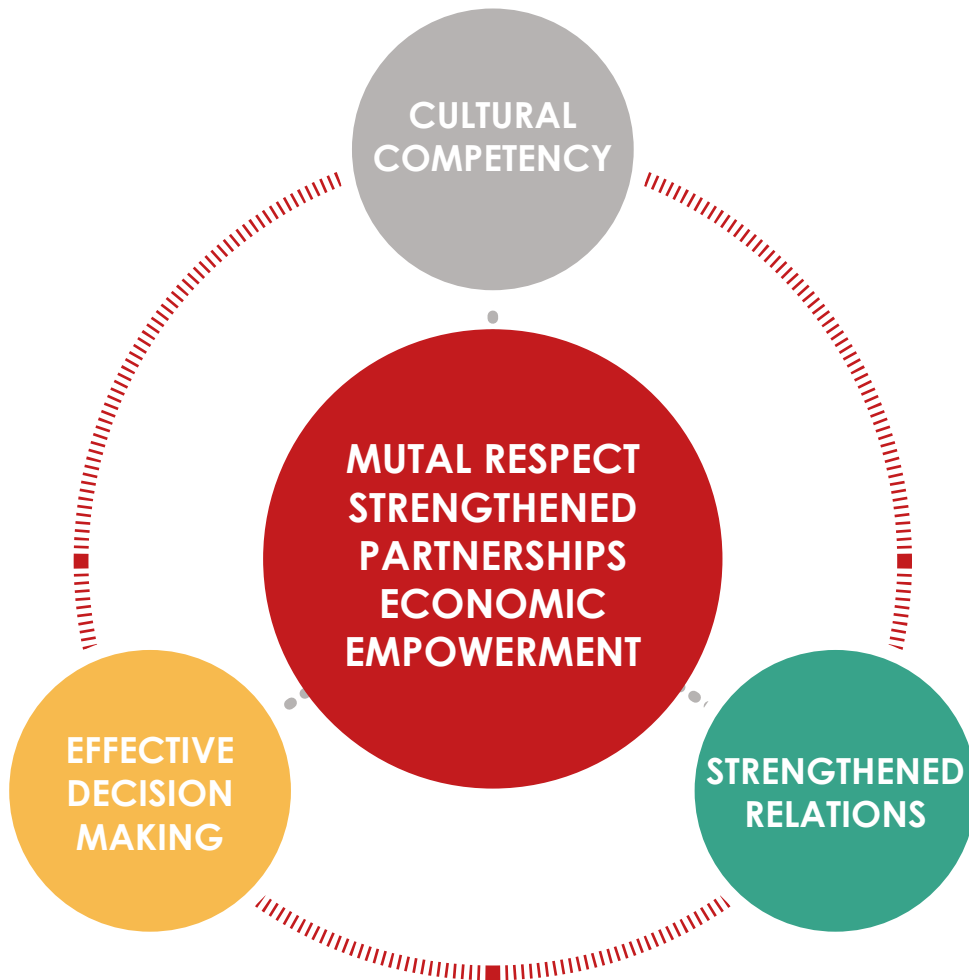 CULTURAL
COMPETENCY
MUTAL RESPECT
STRENGTHENED
PARTNERSHIPS
ECONOMIC
EMPOWERMENT
EFFECTIVE
DECISION
MAKING
STRENGTHENED
RELATIONS